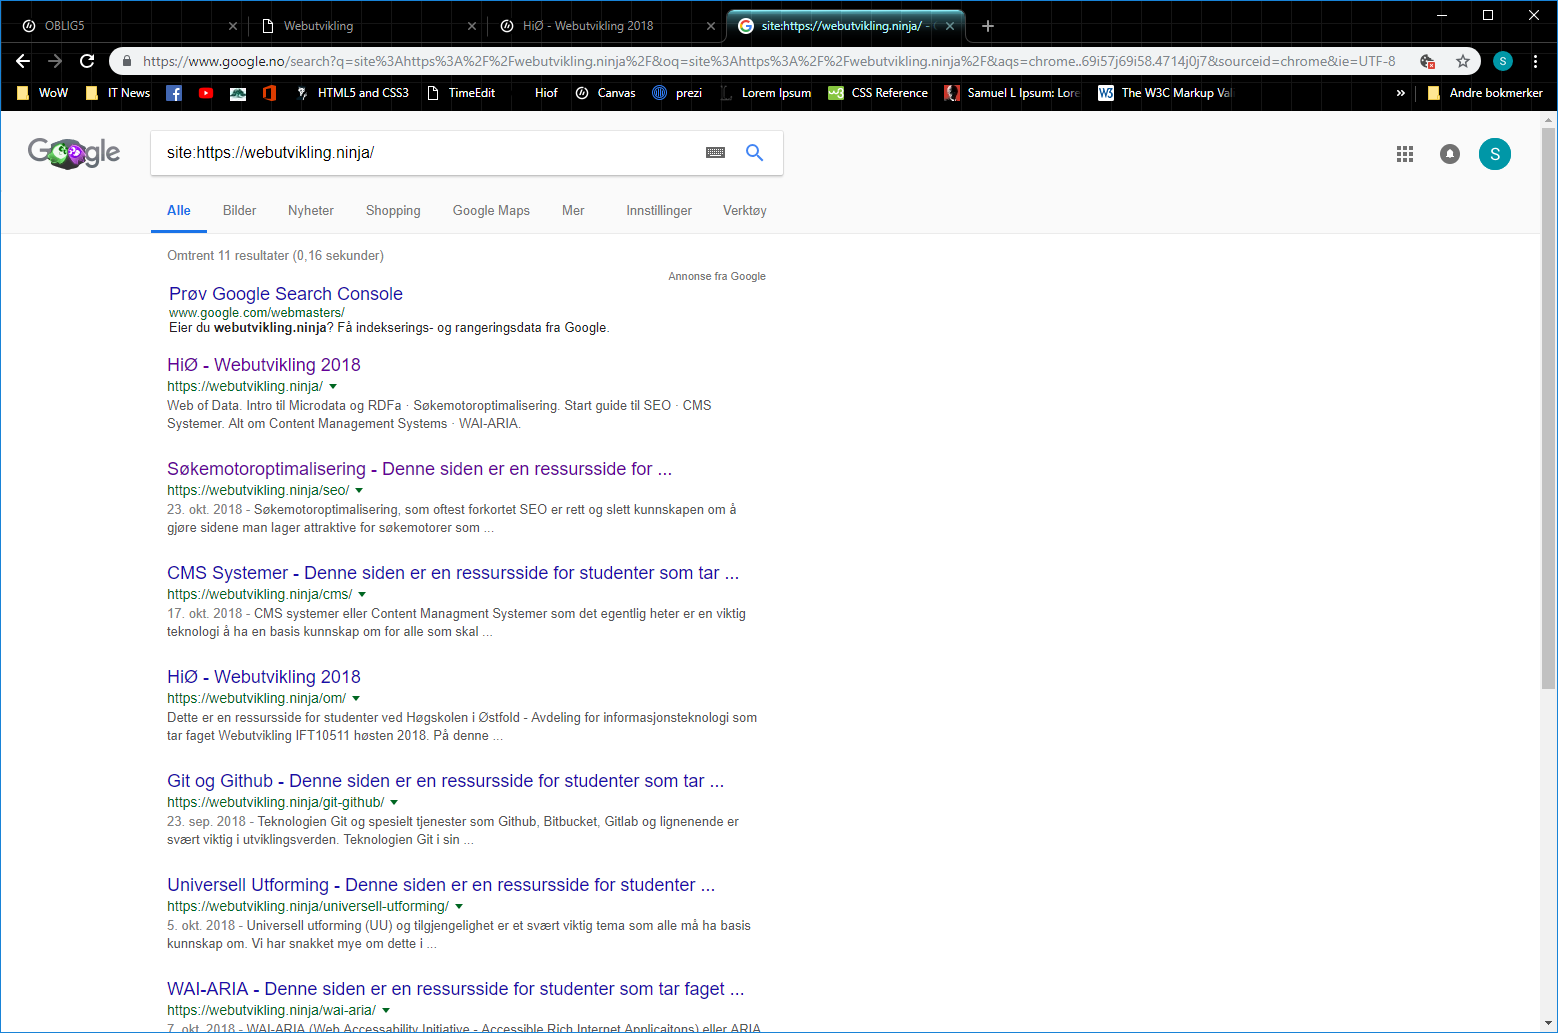 OBLIG5
Webutvikling
HiØ - Webutvikling 2018
site:https://webutvikling.ninja/ -
https://www.google.no/search?q=site%3Ahttps%3A%2F%2Fwebutvikling.ninja%2F&oq=site%3Ahttps%3A%2F%2Fwebutvikling.ninja%2F&aqs=chrome..69i57j69i58.4714j0j7&sourceid=chrome&ie=UTF-8
S
WoW
IT News
HTML5 and CSS3
TimeEdit
Hiof
Canvas
prezi
Lorem Ipsum
CSS Reference
Samuel L Ipsum: Lore
The W3C Markup Vali
»
Andre bokmerker
Google
site:https://webutvikling.ninja/
S
Alle
Bilder
Nyheter
Shopping
Google Maps
Mer
Innstillinger
Verktøy
Omtrent 11 resultater (0,16 sekunder)
Annonse fra Google
Prøv Google Search Console
www.google.com/webmasters/
Eier du webutvikling.ninja? Få indekserings- og rangeringsdata fra Google.
HiØ - Webutvikling 2018
https://webutvikling.ninja/
Web of Data. Intro til Microdata og RDFa · Søkemotoroptimalisering. Start guide til SEO · CMS
Systemer. Alt om Content Management Systems · WAI-ARIA.
Søkemotoroptimalisering - Denne siden er en ressursside for ...
https://webutvikling.ninja/seo/
23. okt. 2018 - Søkemotoroptimalisering, som oftest forkortet SEO er rett og slett kunnskapen om å
gjøre sidene man lager attraktive for søkemotorer som ...
CMS Systemer - Denne siden er en ressursside for studenter som tar ...
https://webutvikling.ninja/cms/
17. okt. 2018 - CMS systemer eller Content Managment Systemer som det egentlig heter er en viktig
teknologi å ha en basis kunnskap om for alle som skal ...
HiØ - Webutvikling 2018
https://webutvikling.ninja/om/
Dette er en ressursside for studenter ved Høgskolen i Østfold - Avdeling for informasjonsteknologi som
tar faget Webutvikling IFT10511 høsten 2018. På denne ...
Git og Github - Denne siden er en ressursside for studenter som tar ...
https://webutvikling.ninja/git-github/
23. sep. 2018 - Teknologien Git og spesielt tjenester som Github, Bitbucket, Gitlab og lignenende er
svært viktig i utviklingsverden. Teknologien Git i sin ...
Universell Utforming - Denne siden er en ressursside for studenter ...
https://webutvikling.ninja/universell-utforming/
5. okt. 2018 - Universell utforming (UU) og tilgjengelighet er et svært viktig tema som alle må ha basis
kunnskap om. Vi har snakket mye om dette i ...
WAI-ARIA - Denne siden er en ressursside for studenter som tar faget ...
https://webutvikling.ninja/wai-aria/
7. okt. 2018 - WAI-ARIA (Web Accessability Initiative - Accessible Rich Internet Applicaitons) eller ARIA